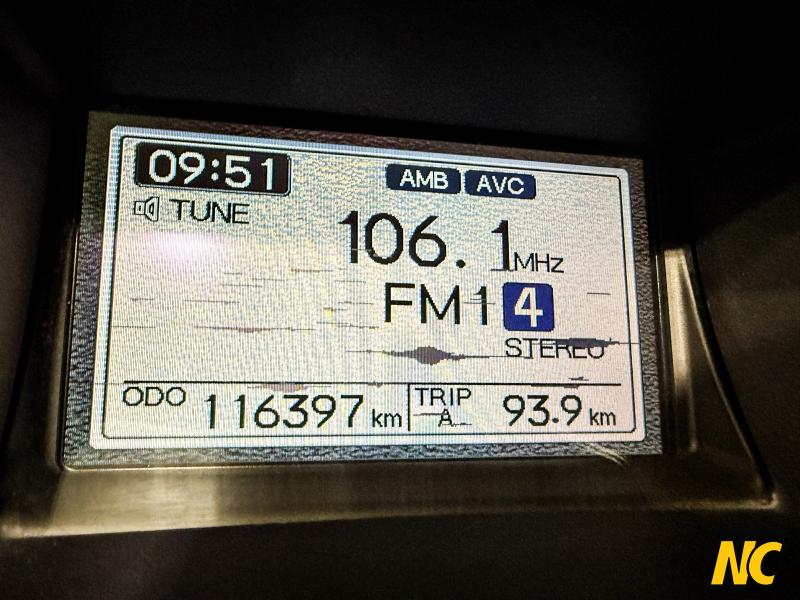 09:51
AMB AVC
TUNE
106.1MHZ
FM1 4
STEREO
ODO 116397 km TRIP A 93.9 km
NC